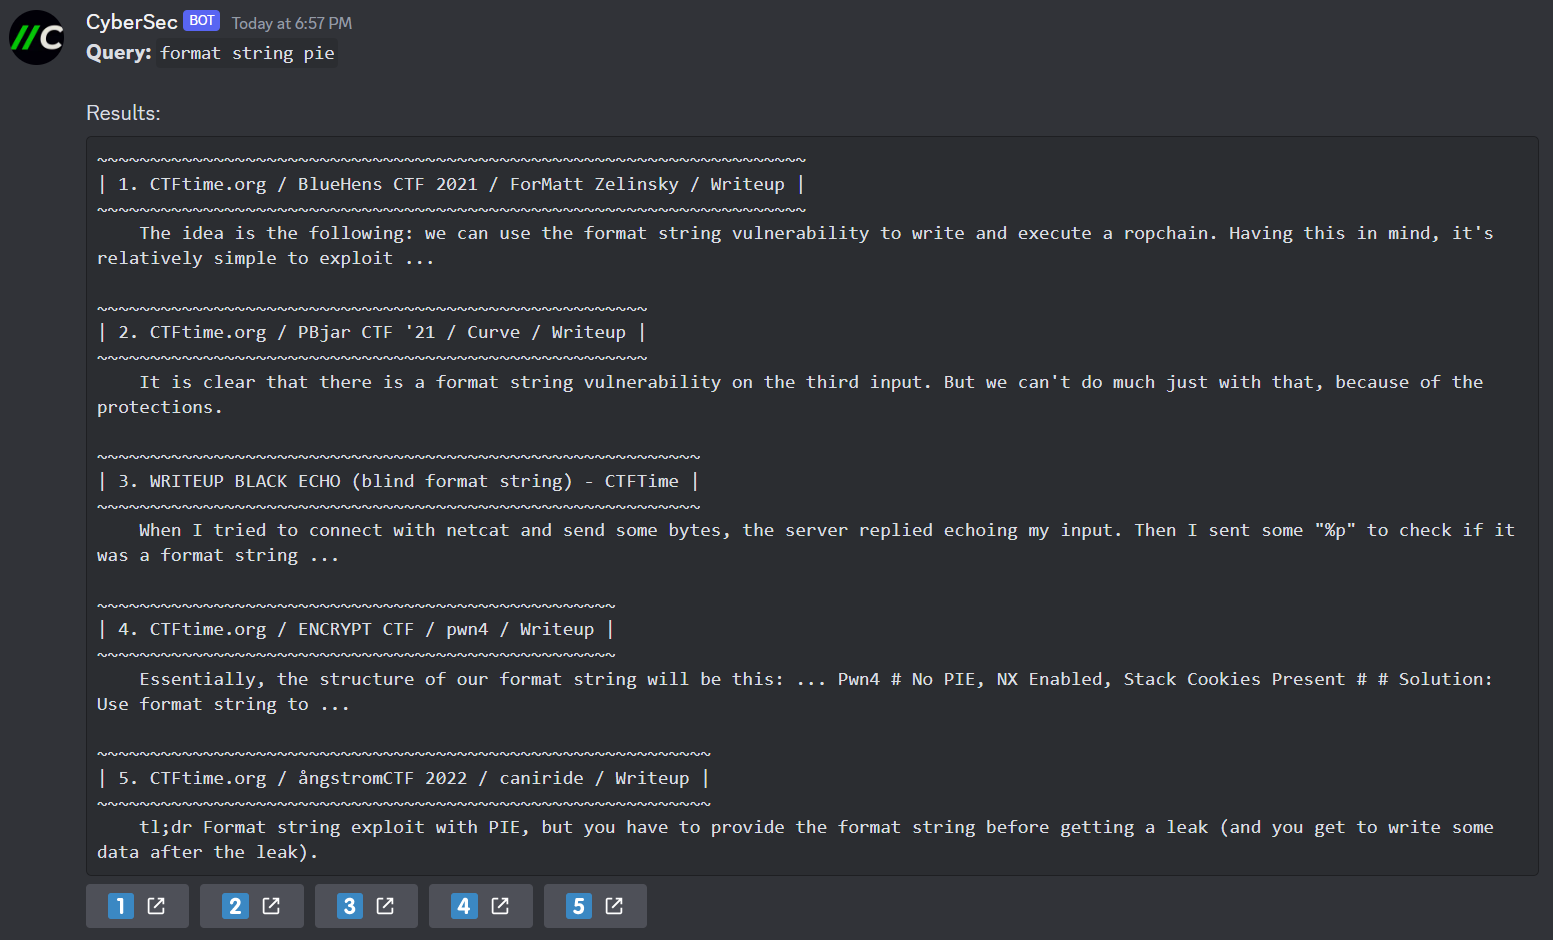 //C
CyberSec BOT Today at 6:57 PM
Query: format string pie
Results:
~~~~~~~~~~~~~~~~~~~~~~~~~~~~~~~~~~~~~~~~~~~~~~~~~~~~~~~~~~~~~~~~~~~
| 1. CTFtime.org / BlueHens CTF 2021 / ForMatt Zelinsky / Writeup |
~~~~~~~~~~~~~~~~~~~~~~~~~~~~~~~~~~~~~~~~~~~~~~~~~~~~~~~~~~~~~~~~~~~
The idea is the following: we can use the format string vulnerability to write and execute a ropchain. Having this in mind, it's
relatively simple to exploit ...
~~~~~~~~~~~~~~~~~~~~~~~~~~~~~~~~~~~~~~~~~~~~~~~~~~~~
| 2. CTFtime.org / PBjar CTF '21 / Curve / Writeup |
~~~~~~~~~~~~~~~~~~~~~~~~~~~~~~~~~~~~~~~~~~~~~~~~~~~~
It is clear that there is a format string vulnerability on the third input. But we can't do much just with that, because of the
protections.
~~~~~~~~~~~~~~~~~~~~~~~~~~~~~~~~~~~~~~~~~~~~~~~~~~~~~~~~~
| 3. WRITEUP BLACK ECHO (blind format string) - CTFTime |
~~~~~~~~~~~~~~~~~~~~~~~~~~~~~~~~~~~~~~~~~~~~~~~~~~~~~~~~~
When I tried to connect with netcat and send some bytes, the server replied echoing my input. Then I sent some "%p" to check if it
was a format string ...
~~~~~~~~~~~~~~~~~~~~~~~~~~~~~~~~~~~~~~~~~~~~~~~~~
| 4. CTFtime.org / ENCRYPT CTF / pwn4 / Writeup |
~~~~~~~~~~~~~~~~~~~~~~~~~~~~~~~~~~~~~~~~~~~~~~~~~
Essentially, the structure of our format string will be this: ... Pwn4 # No PIE, NX Enabled, Stack Cookies Present # # Solution:
Use format string to ...
~~~~~~~~~~~~~~~~~~~~~~~~~~~~~~~~~~~~~~~~~~~~~~~~~~~~~~~~~~
| 5. CTFtime.org / ångstromCTF 2022 / caniride / Writeup |
~~~~~~~~~~~~~~~~~~~~~~~~~~~~~~~~~~~~~~~~~~~~~~~~~~~~~~~~~~
tl;dr Format string exploit with PIE, but you have to provide the format string before getting a leak (and you get to write some
data after the leak).
1 2 3 4 5